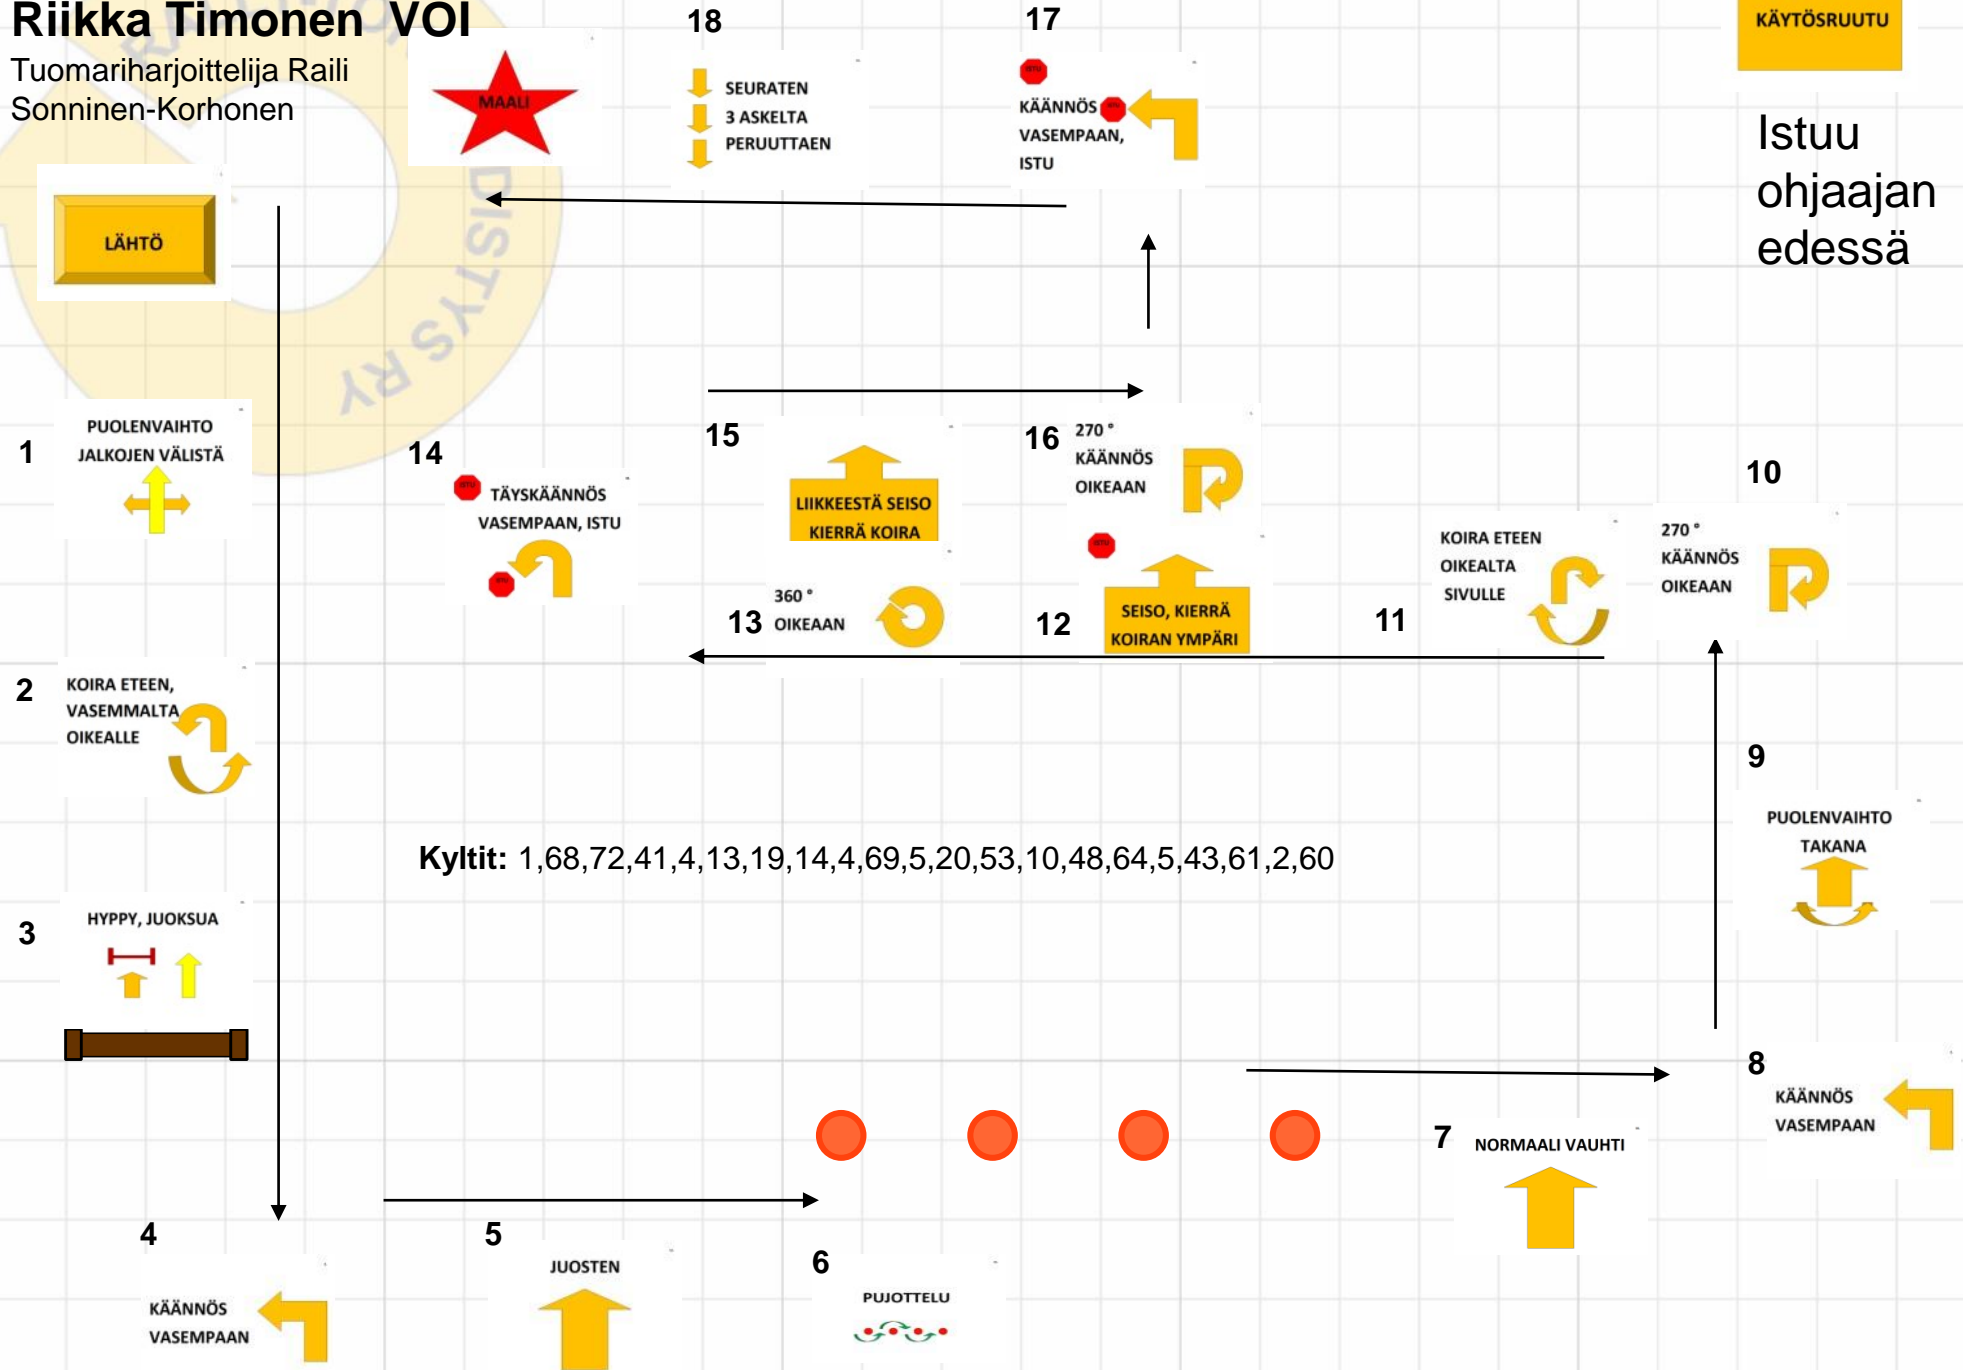 Riikka Timonen VOI
Tuomariharjoittelija Raili
Sonninen-Korhonen
DISTYS RY
MAALI
18
SEURATEN
3 ASKELTA
PERUUTTAEN
17
ISTU
KÄÄNNÖS
VASEMPAAN,
ISTU
KÄYTÖSRUUTU
Istuu
ohjaajan
edessä
LÄHTÖ
1
PUOLENVAIHTO
JALKOJEN VÄLISTÄ
14
TÄYSKÄÄNNÖS
VASEMPAAN, ISTU
15
LIIKKEESTÄ SEISO
KIERRÄ KOIRA
16
270 °
KÄÄNNÖS
OIKEAAN
10
270 °
KÄÄNNÖS
OIKEAAN
11
KOIRA ETEEN
OIKEALTA
SIVULLE
12
SEISO, KIERRÄ
KOIRAN YMPÄRI
13
360 °
OIKEAAN
2
KOIRA ETEEN,
VASEMMALTA
OIKEALLE
9
PUOLENVAIHTO
TAKANA
Kyltit: 1,68,72,41,4,13,19,14,4,69,5,20,53,10,48,64,5,43,61,2,60
3
HYPPY, JUOKSUA
8
KÄÄNNÖS
VASEMPAAN
7
NORMAALI VAUHTI
4
KÄÄNNÖS
VASEMPAAN
5
JUOSTEN
6
PUJOTTELU